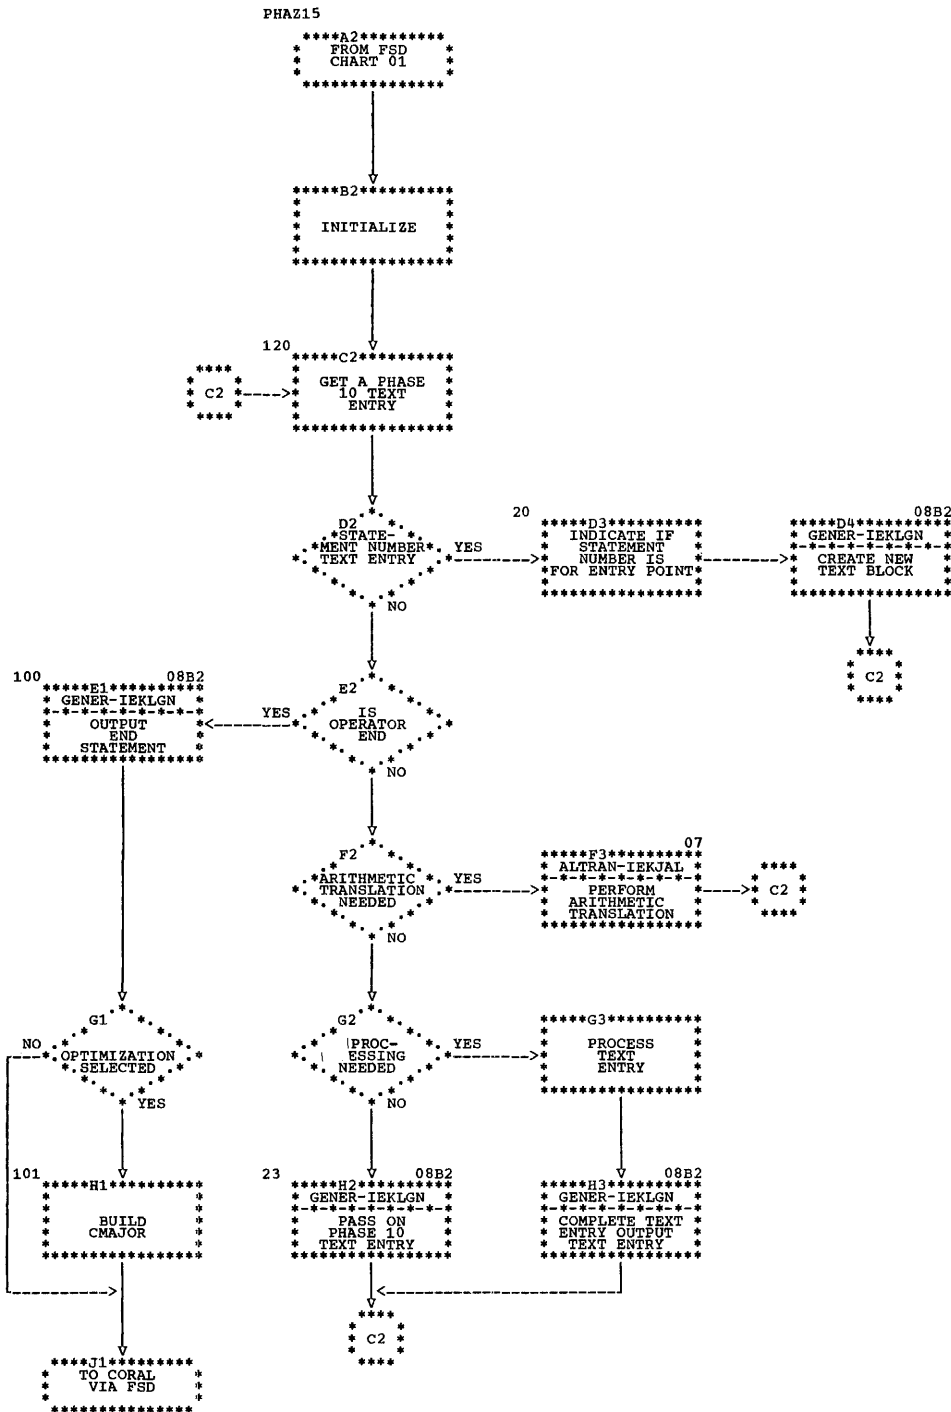 PHAZ15
A2
FROM FSD
CHART 01
B2
INITIALIZE
120
C2
C2
GET A PHASE
10 TEXT
ENTRY
D2
STATE-
MENT NUMBER
TEXT ENTRY
YES
NO
20
D3
INDICATE IF
STATEMENT
NUMBER IS
FOR ENTRY POINT
08B2
D4
GENER-IEKLGN
CREATE NEW
TEXT BLOCK
C2
100
08B2
E1
GENER-IEKLGN
OUTPUT
END
STATEMENT
E2
IS
OPERATOR
END
YES
NO
F2
ARITHMETIC
TRANSLATION
NEEDED
YES
NO
07
F3
ALTRAN-IEKJAL
PERFORM
ARITHMETIC
TRANSLATION
C2
G1
OPTIMIZATION
SELECTED
NO
YES
G2
PROC-
ESSING
NEEDED
YES
NO
G3
PROCESS
TEXT
ENTRY
101
H1
BUILD
CMAJOR
23
08B2
H2
GENER-IEKLGN
PASS ON
PHASE 10
TEXT ENTRY
08B2
H3
GENER-IEKLGN
COMPLETE TEXT
ENTRY OUTPUT
TEXT ENTRY
C2
J1
TO CORAL
VIA FSD